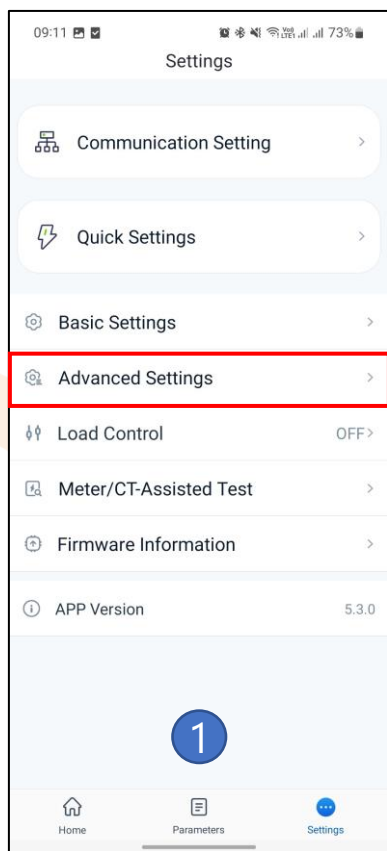 09:11 73%
Settings
Communication Setting
Quick Settings
Basic Settings
Advanced Settings
Load Control OFF
Meter/CT-Assisted Test
Firmware Information
APP Version 5.3.0
1
Home Parameters Settings